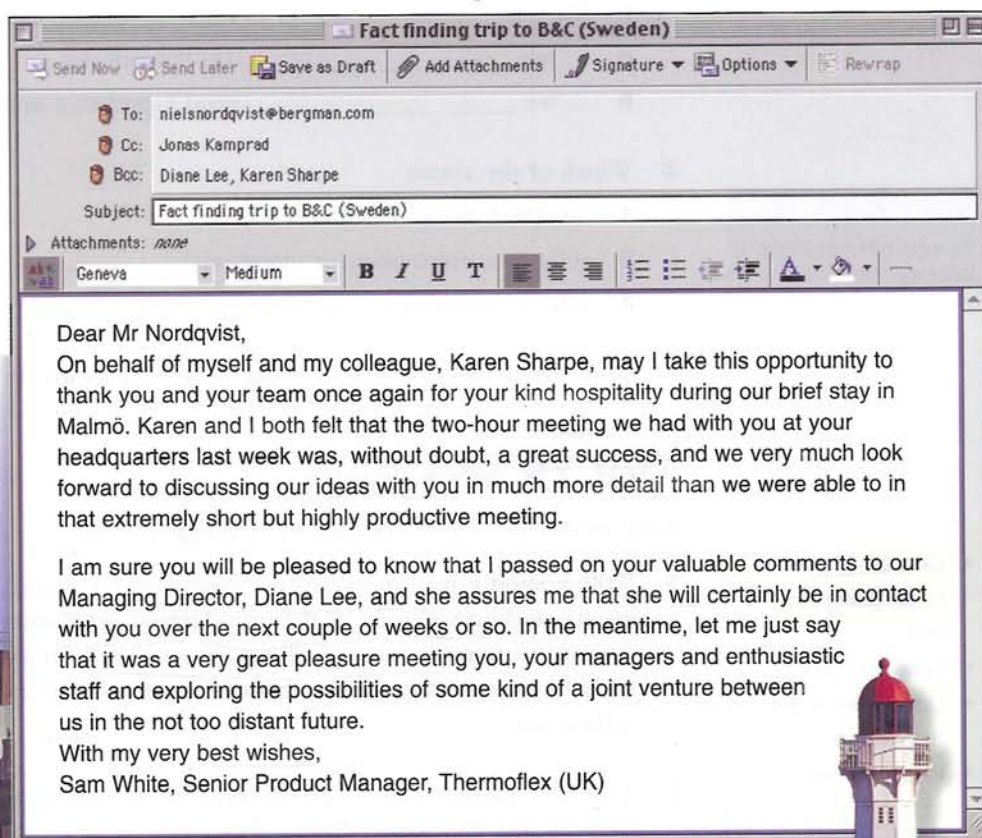 Fact finding trip to B&C (Sweden)
Send Now Send Later Save as Draft Add Attachments Signature Options Rewrap
To: nielsnordqvist@bergman.com
Cc: Jonas Kamprad
Bcc: Diane Lee, Karen Sharpe
Subject: Fact finding trip to B&C (Sweden)
Attachments: none
Geneva Medium B I U T A
Dear Mr Nordqvist,
On behalf of myself and my colleague, Karen Sharpe, may I take this opportunity to
thank you and your team once again for your kind hospitality during our brief stay in
Malmö. Karen and I both felt that the two-hour meeting we had with you at your
headquarters last week was, without doubt, a great success, and we very much look
forward to discussing our ideas with you in much more detail than we were able to in
that extremely short but highly productive meeting.
I am sure you will be pleased to know that I passed on your valuable comments to our
Managing Director, Diane Lee, and she assures me that she will certainly be in contact
with you over the next couple of weeks or so. In the meantime, let me just say
that it was a very great pleasure meeting you, your managers and enthusiastic
staff and exploring the possibilities of some kind of a joint venture between
us in the not too distant future.
With my very best wishes,
Sam White, Senior Product Manager, Thermoflex (UK)